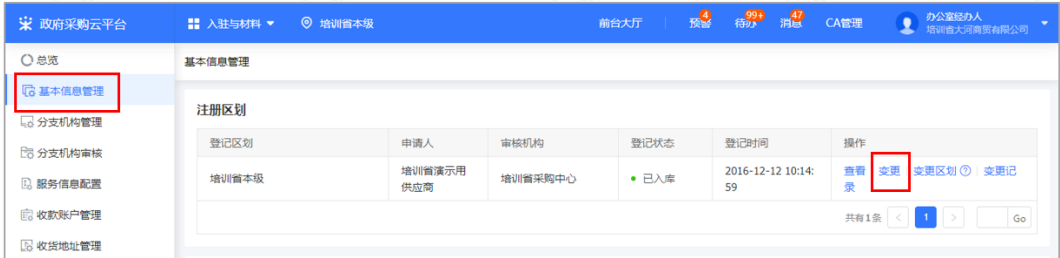 政府采购云平台 入驻与材料 培训省本级 前台大厅 预警 4 待办 99+ 消息 47 CA管理 办公室经办人
培训省大河商贸有限公司
总览
基本信息管理
分支机构管理
分支机构审核
服务信息配置
收款账户管理
收货地址管理
基本信息管理
注册区划
登记区划 申请人 审核机构 登记状态 登记时间 操作
培训省本级 培训省演示用供应商 培训省采购中心 已入库 2016-12-12 10:14:59 查看 变更 变更区划 变更记录
共有1条 < 1 > Go